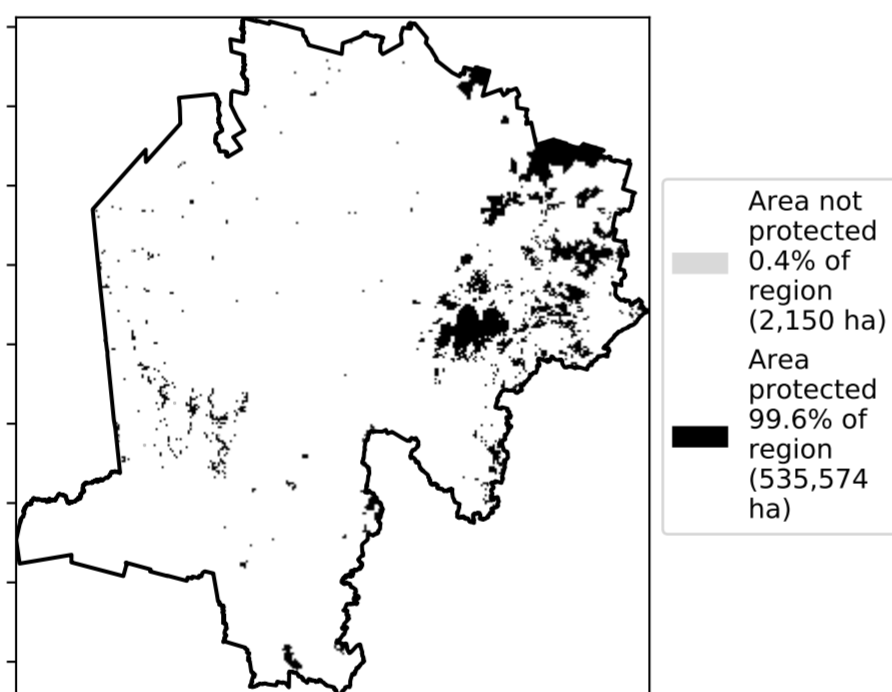 Area not
protected
0.4% of
region
(2,150 ha)
Area
protected
99.6% of
region
(535,574
ha)